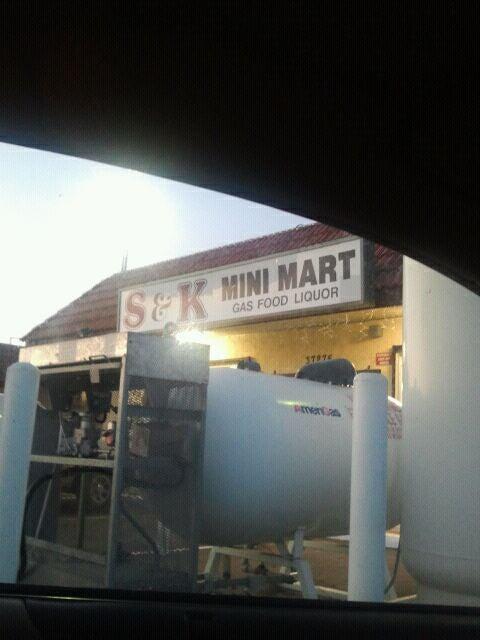 S & K MINI MART
GAS FOOD LIQUOR
AmeriGas